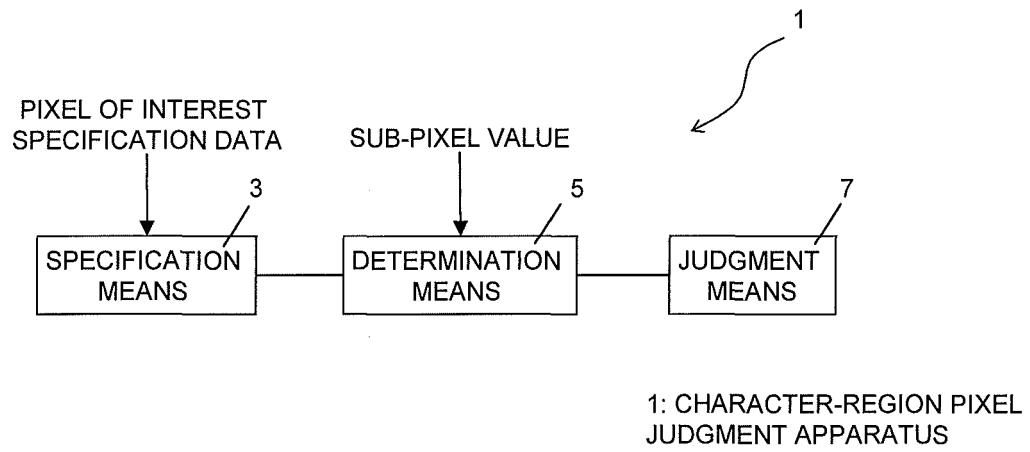 1
PIXEL OF INTEREST
SPECIFICATION DATA
SUB-PIXEL VALUE
3
5
7
SPECIFICATION
MEANS
DETERMINATION
MEANS
JUDGMENT
MEANS
1: CHARACTER-REGION PIXEL
JUDGMENT APPARATUS